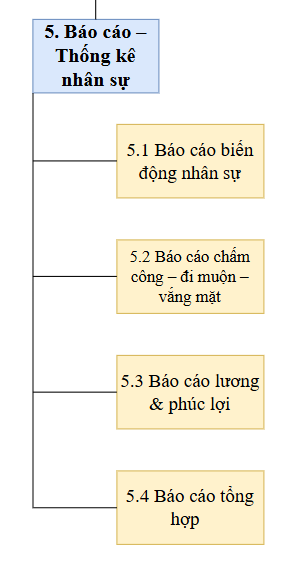 5. Báo cáo –
Thống kê
nhân sự
5.1 Báo cáo biến
động nhân sự
5.2 Báo cáo chấm
công – đi muộn –
vắng mặt
5.3 Báo cáo lương
& phúc lợi
5.4 Báo cáo tổng
hợp